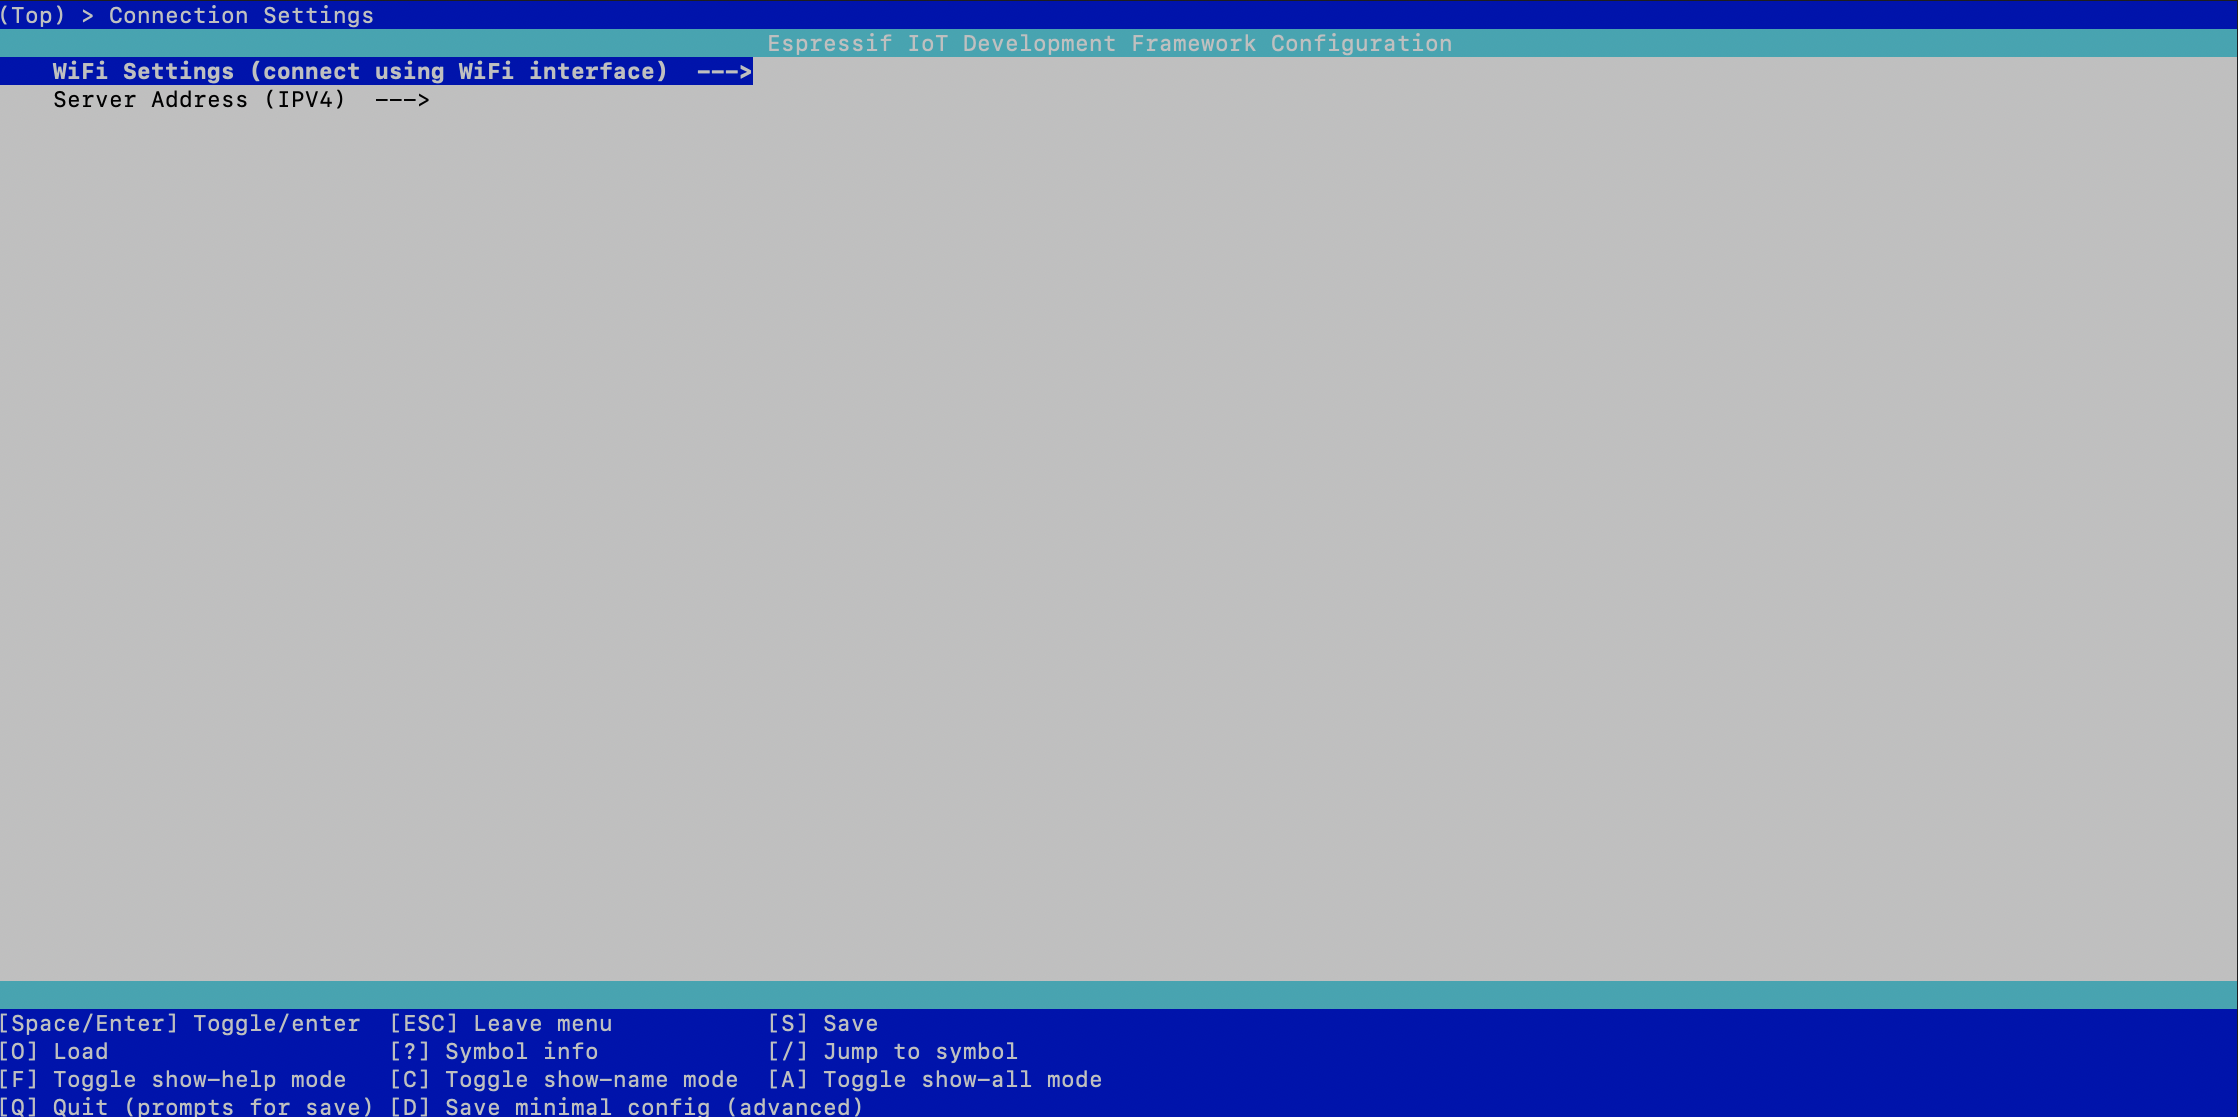 (Top) > Connection Settings
Espressif IoT Development Framework Configuration
WiFi Settings (connect using WiFi interface)  --->
Server Address (IPV4)  --->
[Space/Enter] Toggle/enter  [ESC] Leave menu           [S] Save
[O] Load                    [?] Symbol info            [/] Jump to symbol
[F] Toggle show-help mode   [C] Toggle show-name mode  [A] Toggle show-all mode
[Q] Quit (prompts for save) [D] Save minimal config (advanced)